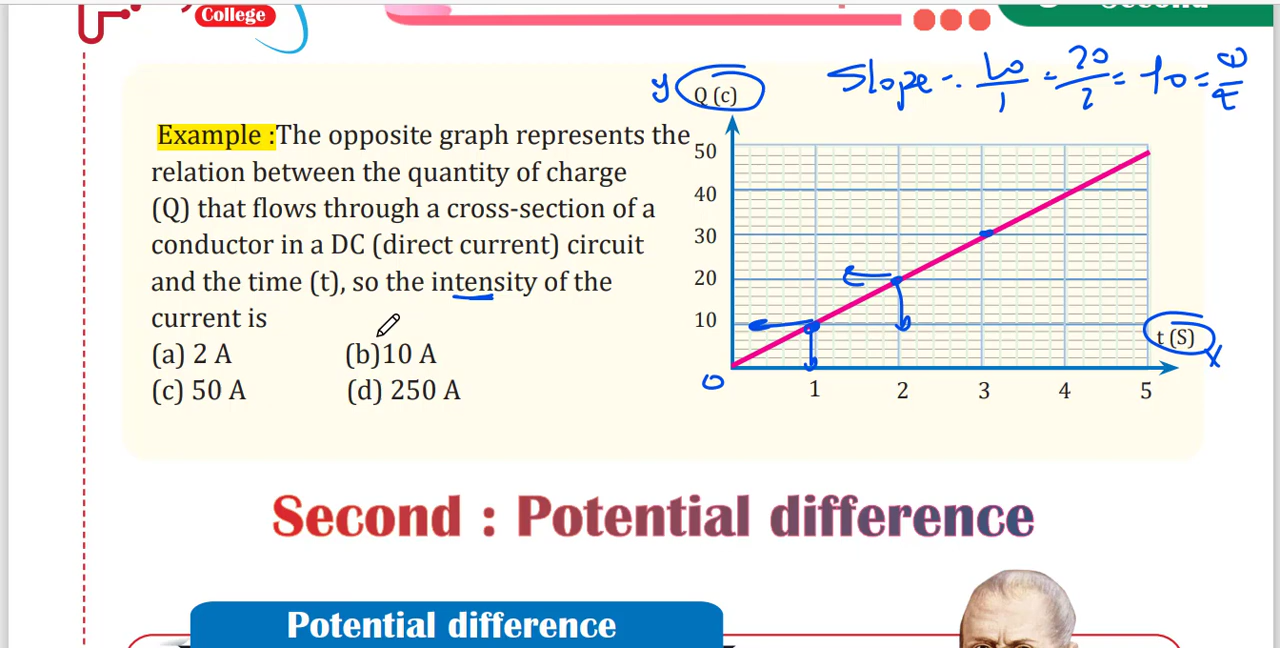 College
Second
y Q (c) Slope = 10/1 = 20/2 = 10 = Q/t
Example :The opposite graph represents the
relation between the quantity of charge
(Q) that flows through a cross-section of a
conductor in a DC (direct current) circuit
and the time (t), so the intensity of the
current is
(a) 2 A (b)10 A
(c) 50 A (d) 250 A
50
40
30
20
10
t (S) x
0 1 2 3 4 5
Second : Potential difference
Potential difference